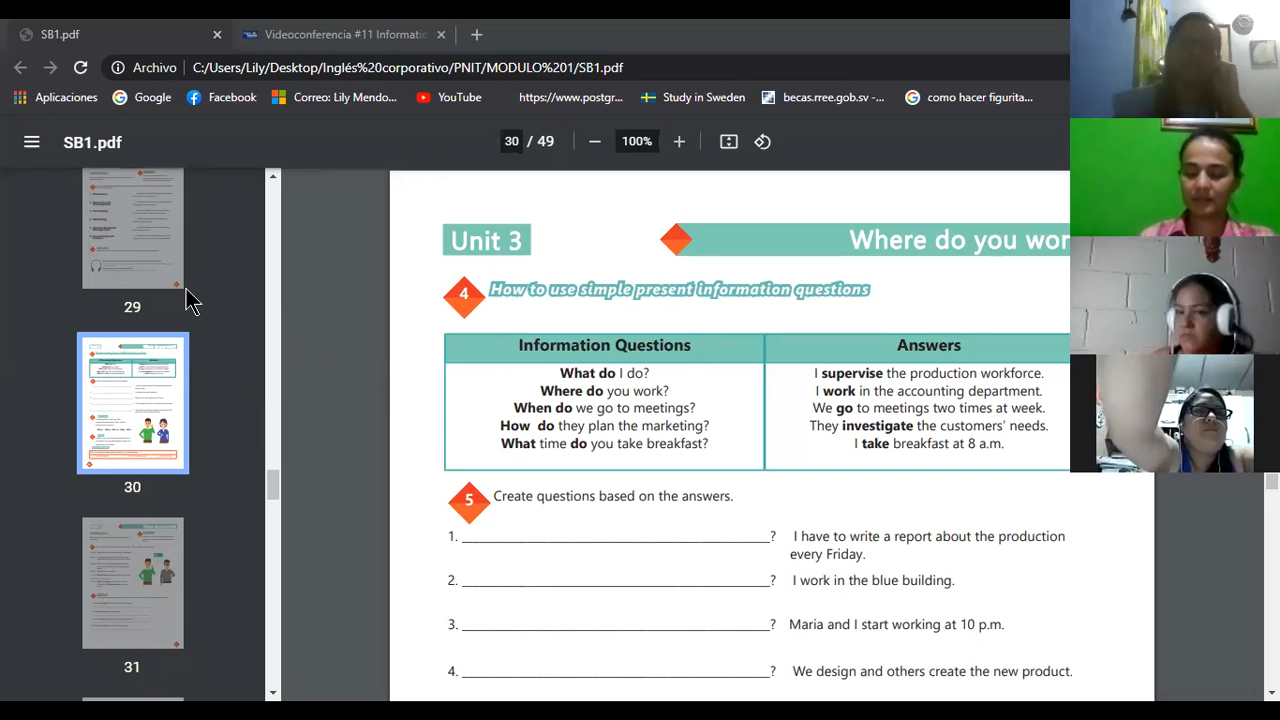 SB1.pdf
Videoconferencia #11 Informatic
Archivo C:/Users/Lily/Desktop/Inglés%20corporativo/PNIT/MODULO%201/SB1.pdf
Aplicaciones Google Facebook Correo: Lily Mendo... YouTube https://www.postgr... Study in Sweden becas.rree.gob.sv -... como hacer figurita...
SB1.pdf 30 / 49 100%
29
30
31
Unit 3 Where do you wor
4 How to use simple present information questions
Information Questions Answers
What do I do? I supervise the production workforce.
Where do you work? I work in the accounting department.
When do we go to meetings? We go to meetings two times at week.
How do they plan the marketing? They investigate the customers' needs.
What time do you take breakfast? I take breakfast at 8 a.m.
5 Create questions based on the answers.
1. ________________? I have to write a report about the production
every Friday.
2. ________________? I work in the blue building.
3. ________________? Maria and I start working at 10 p.m.
4. ________________? We design and others create the new product.